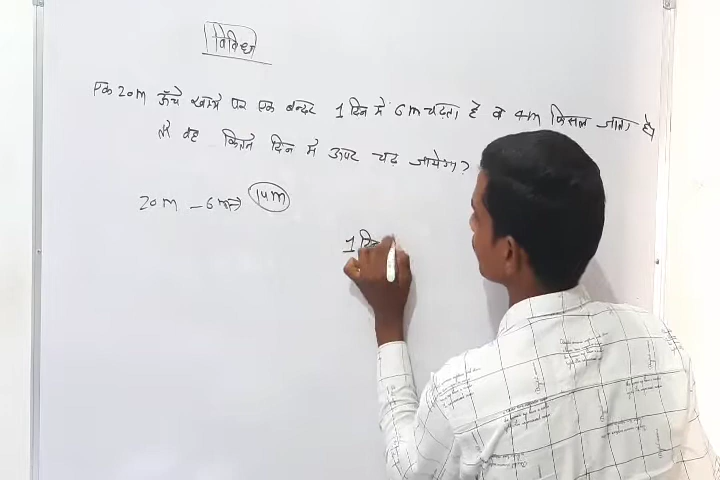 विविध
एक 20m ऊँचे खम्भे पर एक बन्दर 1 दिन में 6m चढ़ता है व 4m फिसल जाता है।
तो वह कितने दिन में ऊपर चढ़ जायेगा?
20m - 6m ⇒ 14m
1 दिन